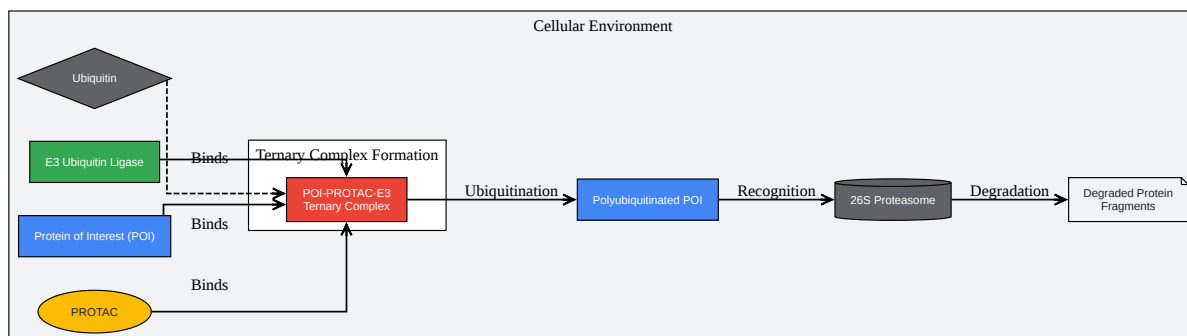 Cellular Environment
Ubiquitin
E3 Ubiquitin Ligase
Binds
Ternary Complex Formation
POI-PROTAC-E3
Ternary Complex
Ubiquitination
Polyubiquitinated POI
Recognition
26S Proteasome
Degradation
Degraded Protein
Fragments
Protein of Interest (POI)
Binds
Binds
PROTAC